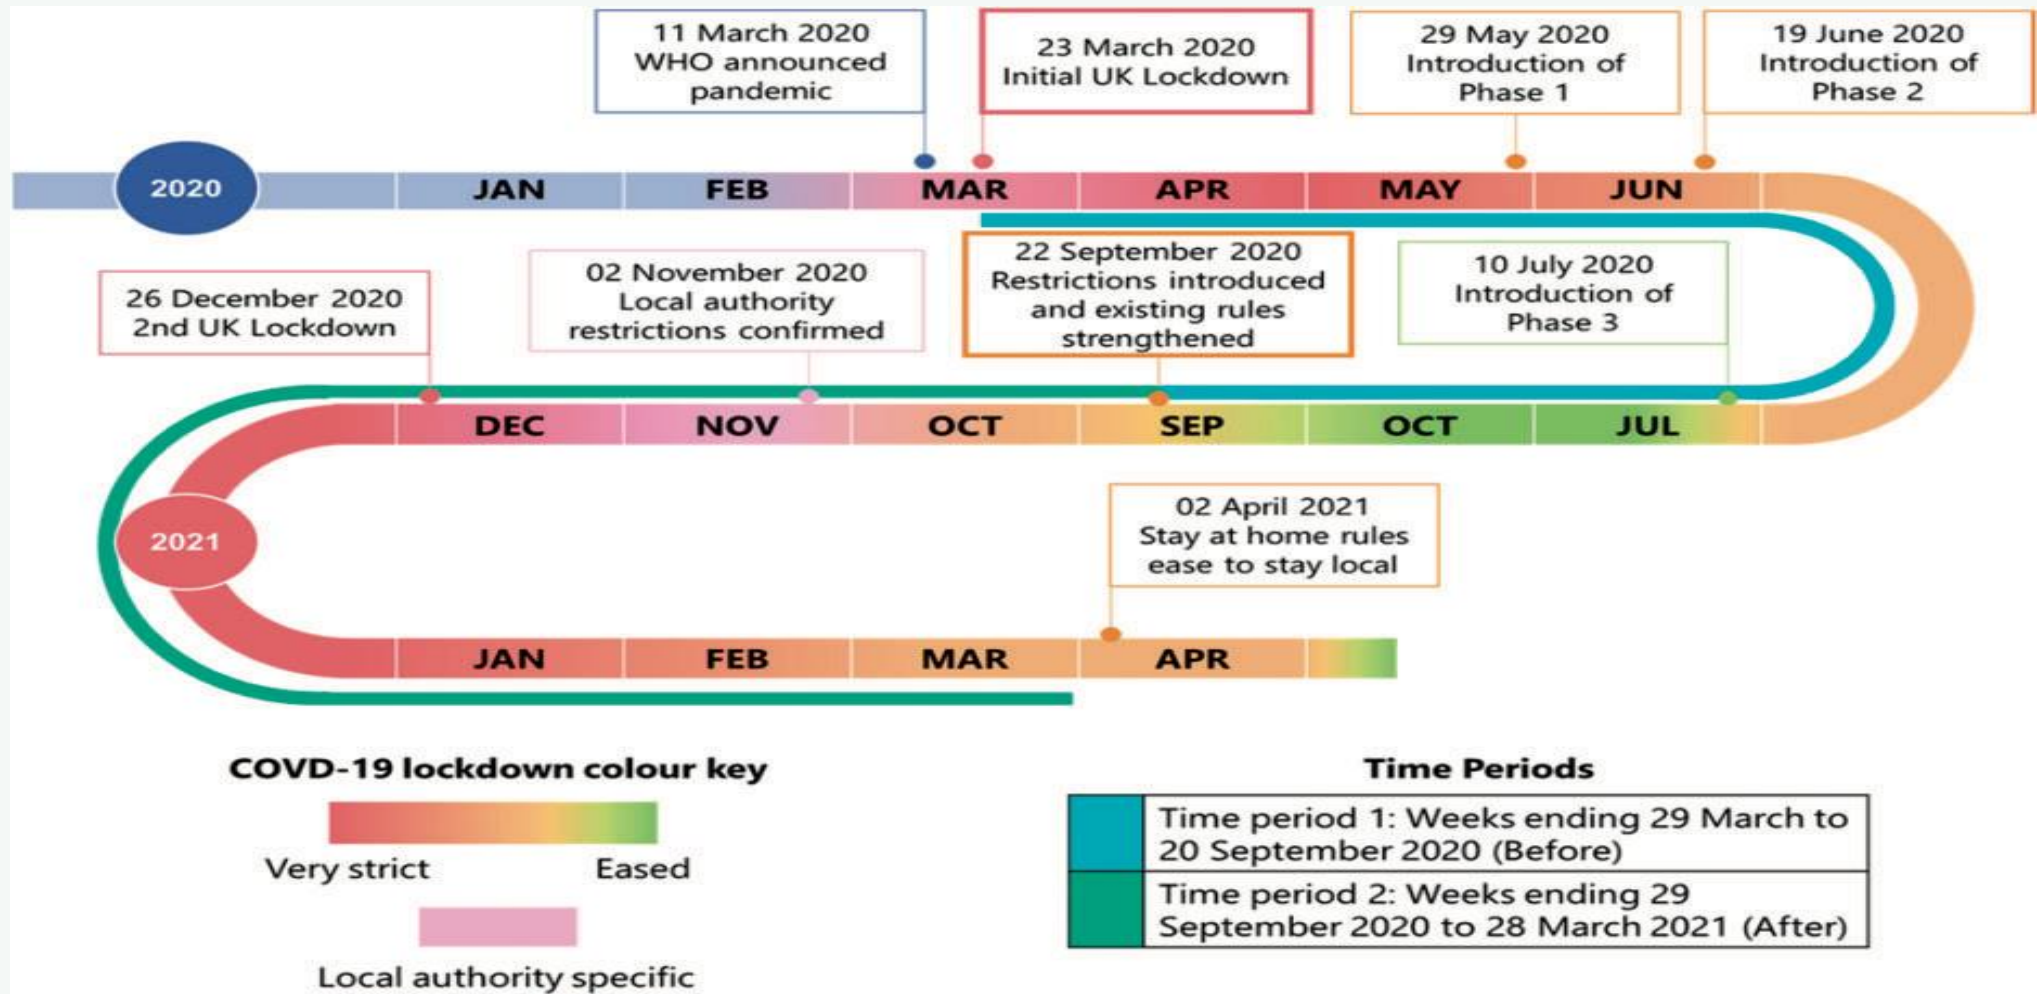 11 March 2020
WHO announced
pandemic
23 March 2020
Initial UK Lockdown
29 May 2020
Introduction of
Phase 1
19 June 2020
Introduction of
Phase 2
2020
JAN
FEB
MAR
APR
MAY
JUN
26 December 2020
2nd UK Lockdown
02 November 2020
Local authority
restrictions confirmed
22 September 2020
Restrictions introduced
and existing rules
strengthened
10 July 2020
Introduction of
Phase 3
DEC
NOV
OCT
SEP
OCT
JUL
2021
02 April 2021
Stay at home rules
ease to stay local
JAN
FEB
MAR
APR
COVD-19 lockdown colour key
Very strict
Eased
Local authority specific
Time Periods
Time period 1: Weeks ending 29 March to
20 September 2020 (Before)
Time period 2: Weeks ending 29
September 2020 to 28 March 2021 (After)